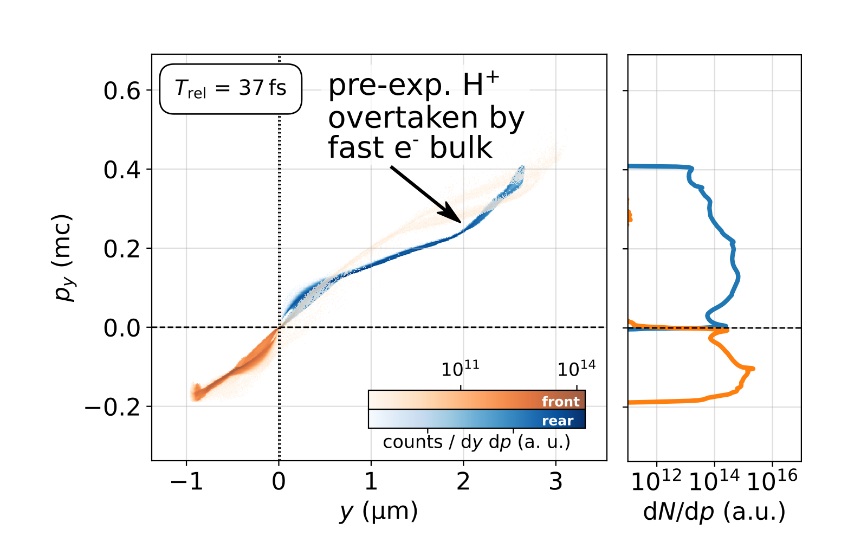 T_rel = 37 fs
pre-exp. H⁺
overtaken by
fast e⁻ bulk
0.6
0.4
0.2
0.0
−0.2
p_y (mc)
10¹¹ 10¹⁴
front
rear
counts / dy dp (a. u.)
−1 0 1 2 3
y (μm)
10¹² 10¹⁴ 10¹⁶
dN/dp (a.u.)